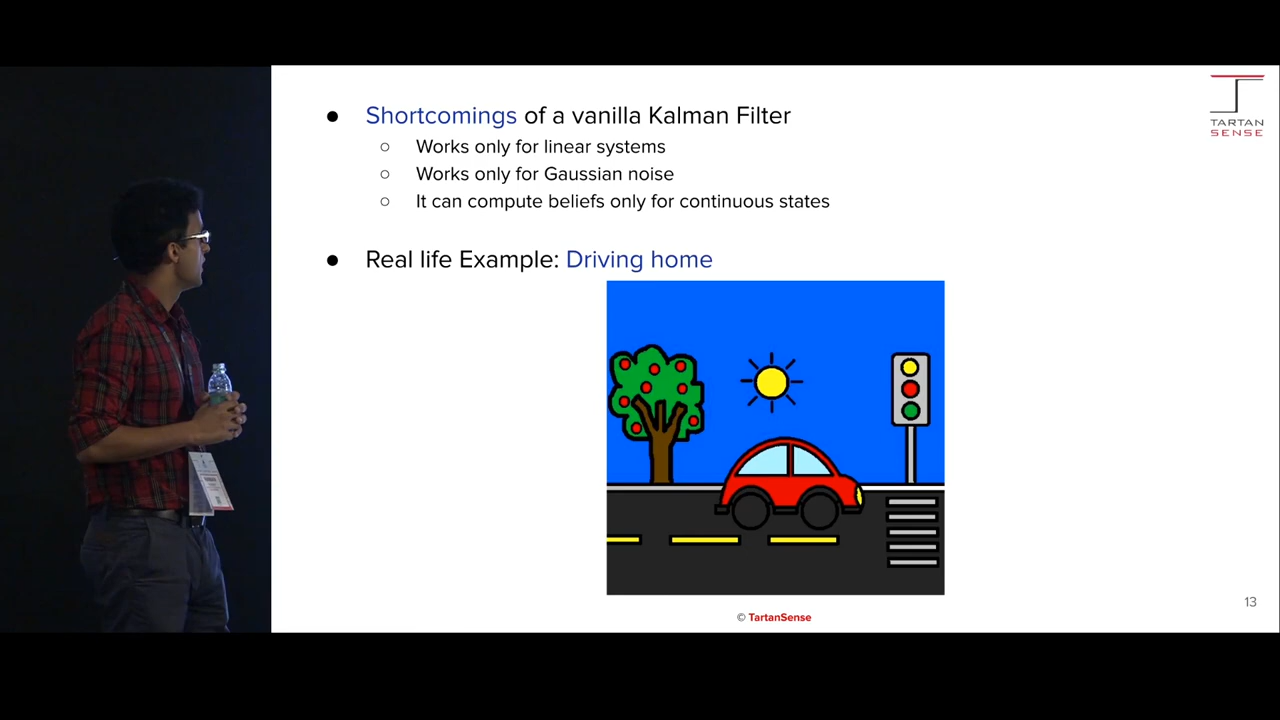 ● Shortcomings of a vanilla Kalman Filter
○ Works only for linear systems
○ Works only for Gaussian noise
○ It can compute beliefs only for continuous states
● Real life Example: Driving home
TARTAN
SENSE
© TartanSense
13